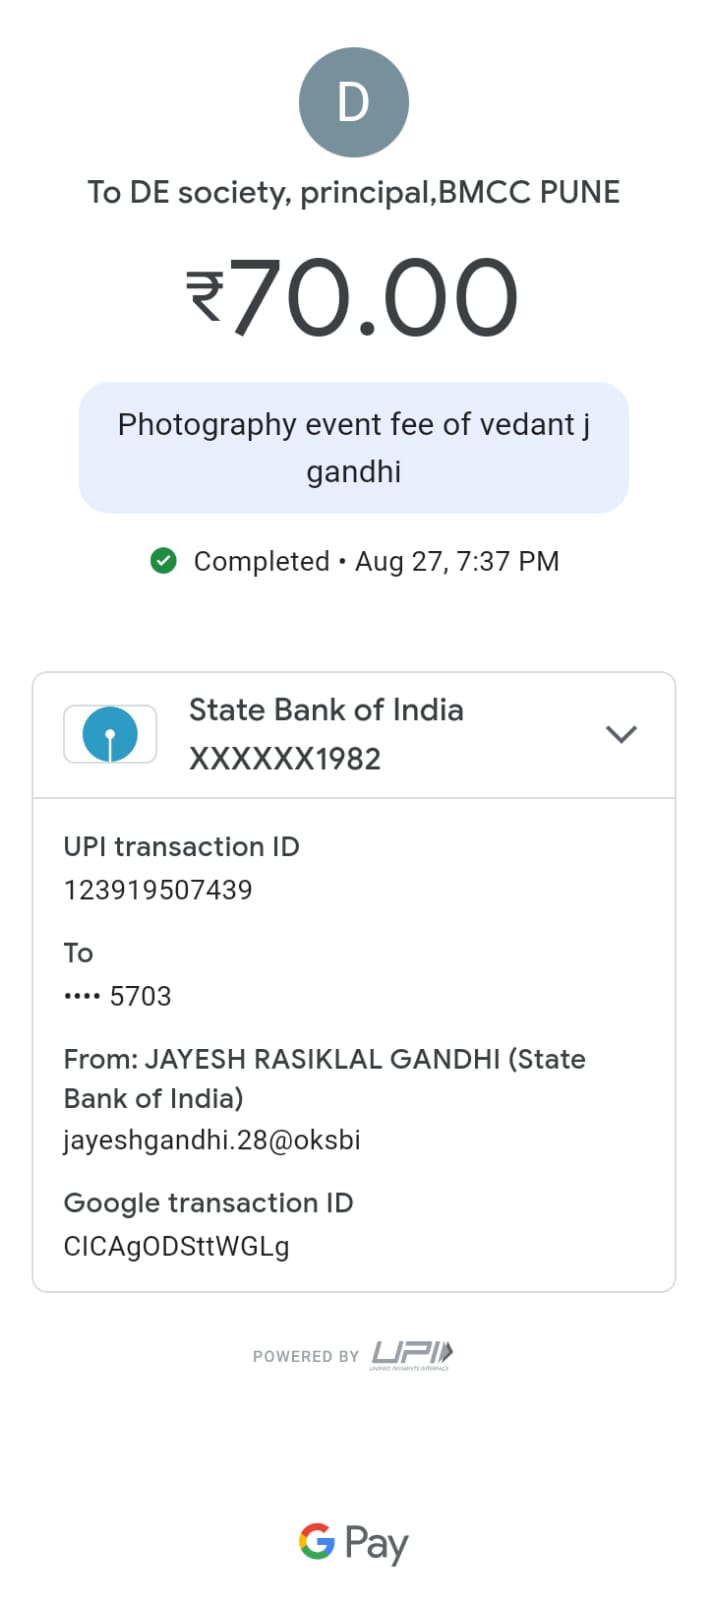 D
To DE society, principal,BMCC PUNE
₹70.00
Photography event fee of vedant j
gandhi
Completed • Aug 27, 7:37 PM
State Bank of India
XXXXXX1982
UPI transaction ID
123919507439
To
•••• 5703
From: JAYESH RASIKLAL GANDHI (State
Bank of India)
jayeshgandhi.28@oksbi
Google transaction ID
CICAgODSttWGLg
POWERED BY UPI
UNIFIED PAYMENTS INTERFACE
G Pay